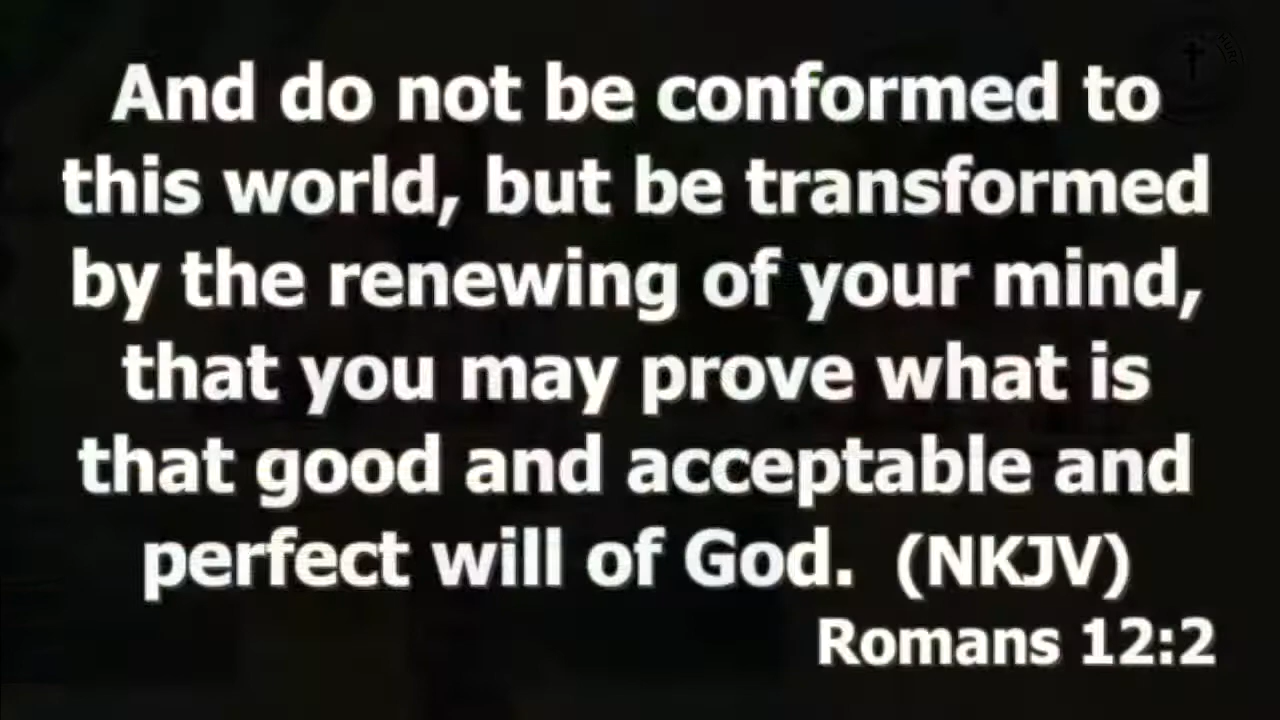 And do not be conformed to
this world, but be transformed
by the renewing of your mind,
that you may prove what is
that good and acceptable and
perfect will of God.  (NKJV)
Romans 12:2